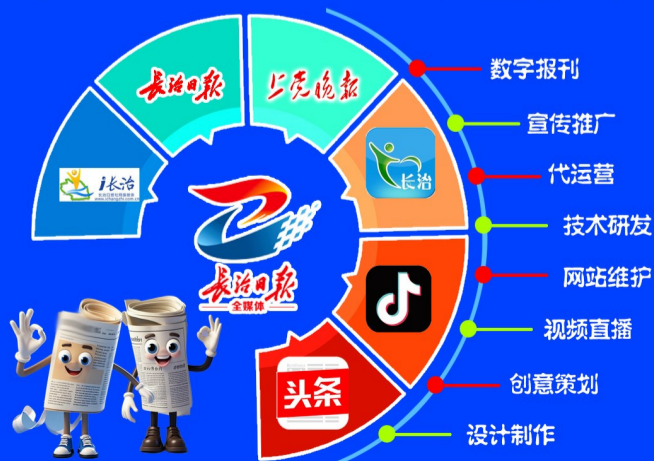 长治日报
上党晚报
i长治
长治
长治日报
全媒体
头条
数字报刊
宣传推广
代运营
技术研发
网站维护
视频直播
创意策划
设计制作